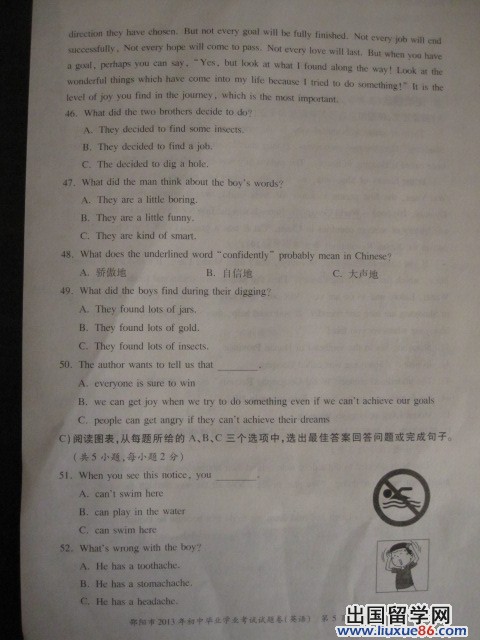 direction they have chosen. But not every goal will be fully finished. Not every job will end
successfully, Not every hope will come to pass. Not every love will last. But when you have
a goal, perhaps you can say, "Yes, but look at what I found along the way! Look at the
wonderful things which have come into my life because I tried to do something!" It is the
level of joy you find in the journey, which is the most important.
46. What did the two brothers decide to do?
A. They decided to find some insects.
B. They decided to find a job.
C. The decided to dig a hole.
47. What did the man think about the boy's words?
A. They are a little boring.
B. They are a little funny.
C. They are kind of smart.
48. What does the underlined word "confidently" probably mean in Chinese?
A. 骄傲地 B. 自信地 C. 大声地
49. What did the boys find during their digging?
A. They found lots of jars.
B. They found lots of gold.
C. They found lots of insects.
50. The author wants to tell us that ______.
A. everyone is sure to win
B. we can get joy when we try to do something even if we can't achieve our goals
C. people can get angry if they can't achieve their dreams
C) 阅读图表,从每题所给的 A、B、C 三个选项中,选出最佳答案回答问题或完成句子。
(共 5 小题,每小题 2 分)
51. When you see this notice, you ______.
A. can't swim here
B. can play in the water
C. can swim here
52. What's wrong with the boy?
A. He has a toothache.
B. He has a stomachache.
C. He has a headache.
邵阳市 2013 年初中毕业学业考试试题卷(英语) 第 5
出国留学网
www.liuxue86.com